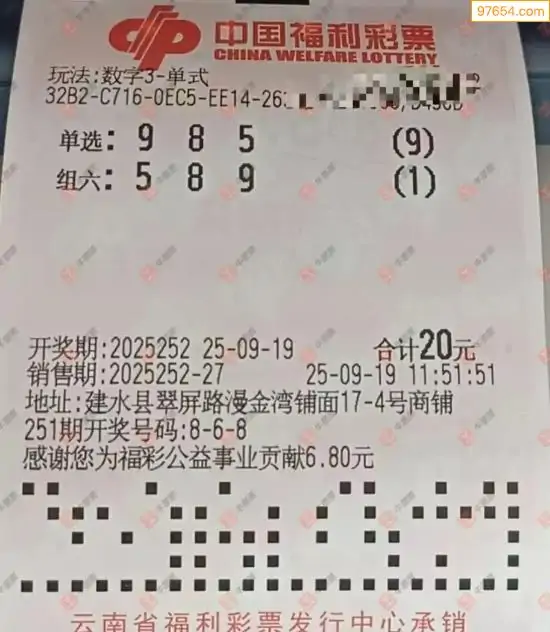 97654.com
中国福利彩票
CHINA WELFARE LOTTERY
玩法:数字3-单式
32B2-C716-0EC5-EE14-26
单选: 9 8 5 (9)
组六: 5 8 9 (1)
开奖期:2025252 25-09-19 合计20元
销售期:2025252-27 25-09-19 11:51:51
地址:建水县翠屏路漫金湾铺面17-4号商铺
251期开奖号码:8-6-8
感谢您为福彩公益事业贡献6.80元
云南省福利彩票发行中心承销